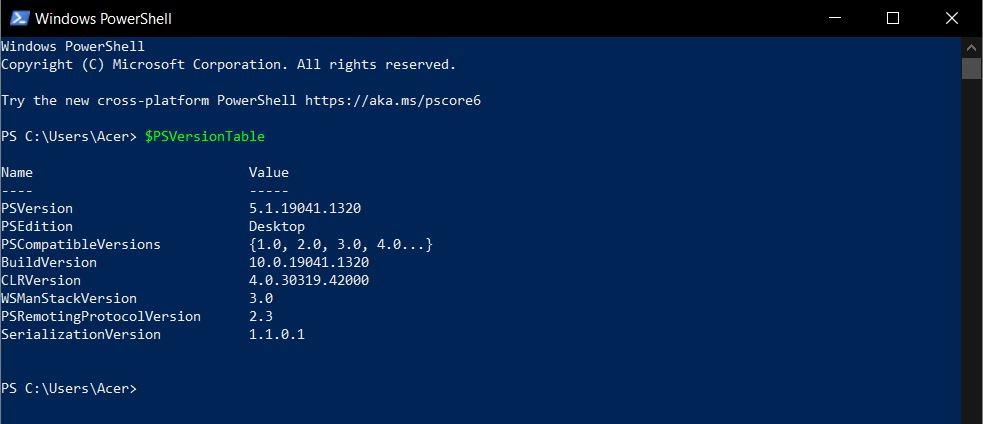 Windows PowerShell
Windows PowerShell
Copyright (C) Microsoft Corporation. All rights reserved.
Try the new cross-platform PowerShell https://aka.ms/pscore6
PS C:\Users\Acer> $PSVersionTable
Name                           Value
----                           -----
PSVersion                      5.1.19041.1320
PSEdition                      Desktop
PSCompatibleVersions           {1.0, 2.0, 3.0, 4.0...}
BuildVersion                   10.0.19041.1320
CLRVersion                     4.0.30319.42000
WSManStackVersion              3.0
PSRemotingProtocolVersion      2.3
SerializationVersion           1.1.0.1
PS C:\Users\Acer>